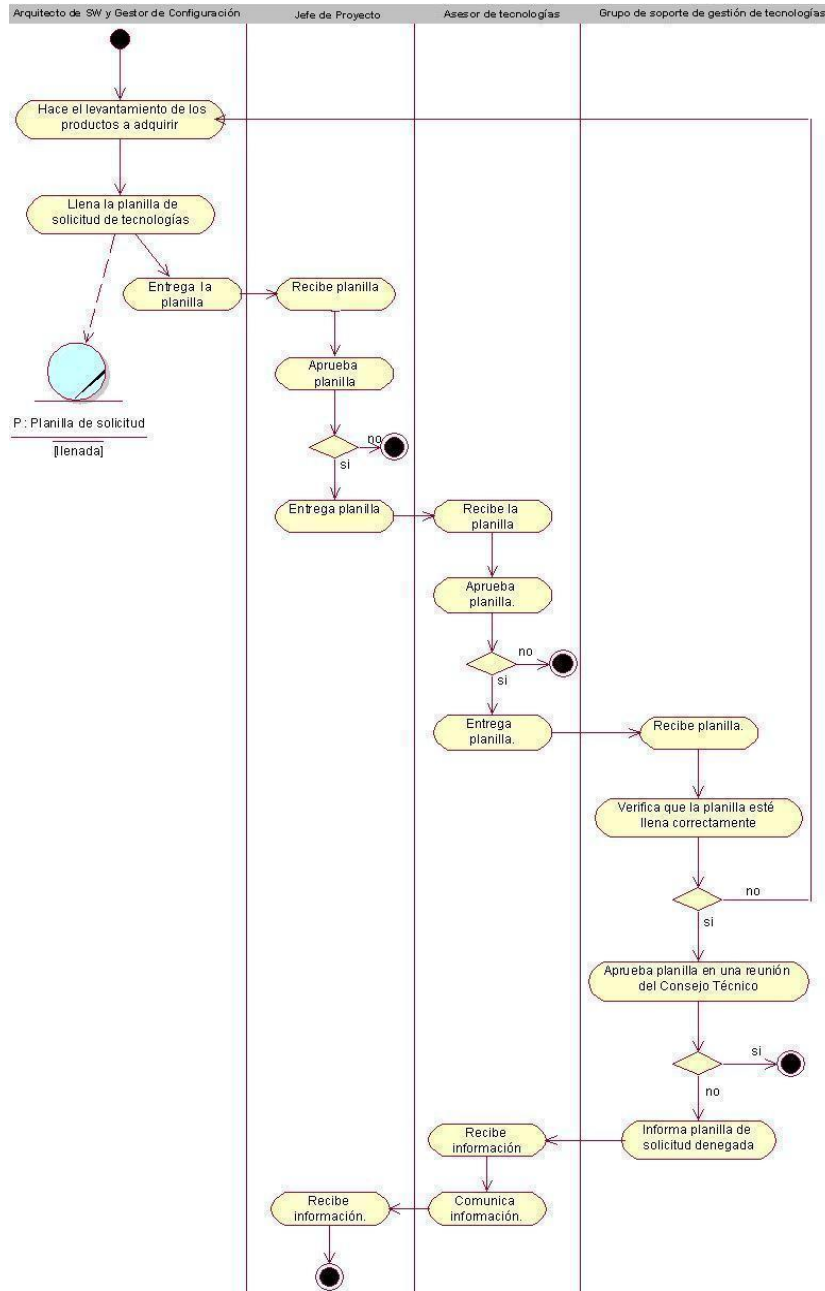 Arquitecto de SW y Gestor de Configuración
Jefe de Proyecto
Asesor de tecnologías
Grupo de soporte de gestión de tecnologías
Hace el levantamiento de los
productos a adquirir
Llena la planilla de
solicitud de tecnologías
Entrega la
planilla
Recibe planilla
Aprueba
planilla
P : Planilla de solicitud
[llenada]
no
si
Entrega planilla
Recibe la
planilla
Aprueba
planilla.
no
si
Entrega
planilla.
Recibe planilla.
Verifica que la planilla esté
llena correctamente
no
si
Aprueba planilla en una reunión
del Consejo Técnico
si
no
Informa planilla de
solicitud denegada
Recibe
información
Comunica
información.
Recibe
información.